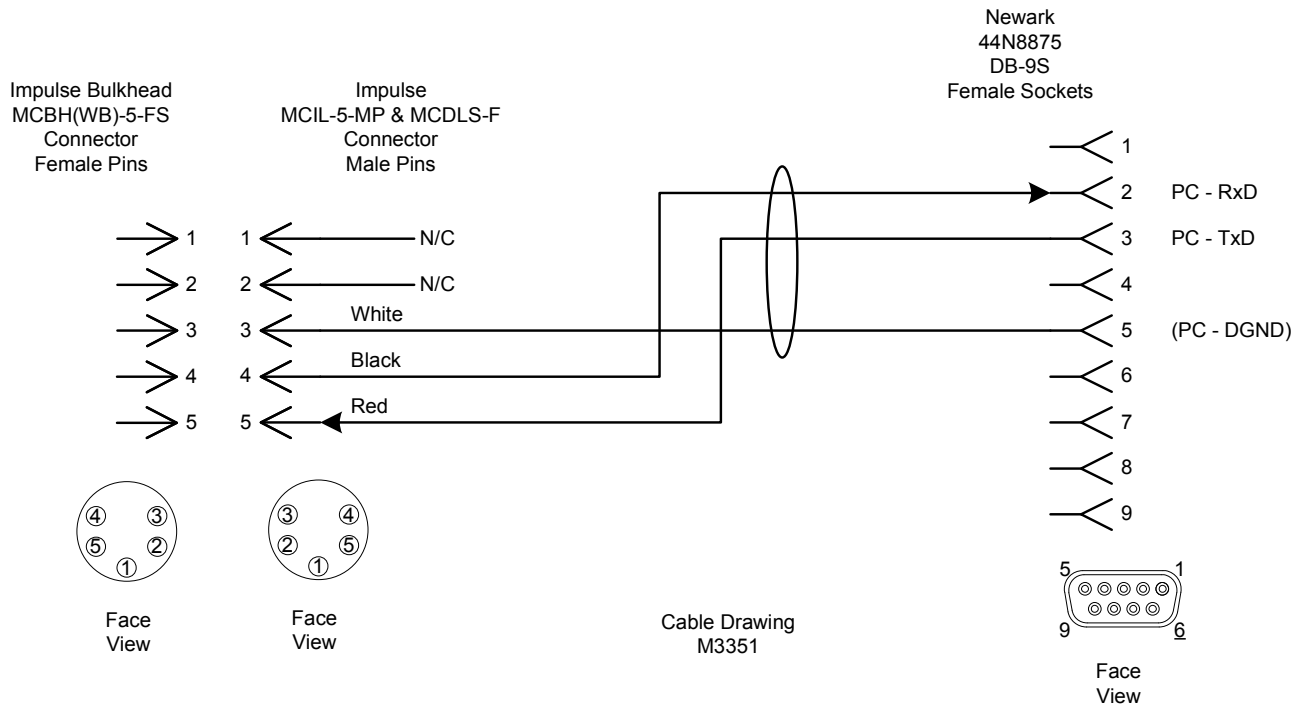 Newark
44N8875
DB-9S
Female Sockets
Impulse Bulkhead
MCBH(WB)-5-FS
Connector
Female Pins
Impulse
MCIL-5-MP & MCDLS-F
Connector
Male Pins
1
2 PC - RxD
3 PC - TxD
4
5 (PC - DGND)
6
7
8
9
1 1 N/C
2 2 N/C
3 3 White
4 4 Black
5 5 Red
4 3
5 2
1
Face
View
3 4
2 5
1
Face
View
Cable Drawing
M3351
5 1
9 6
Face
View